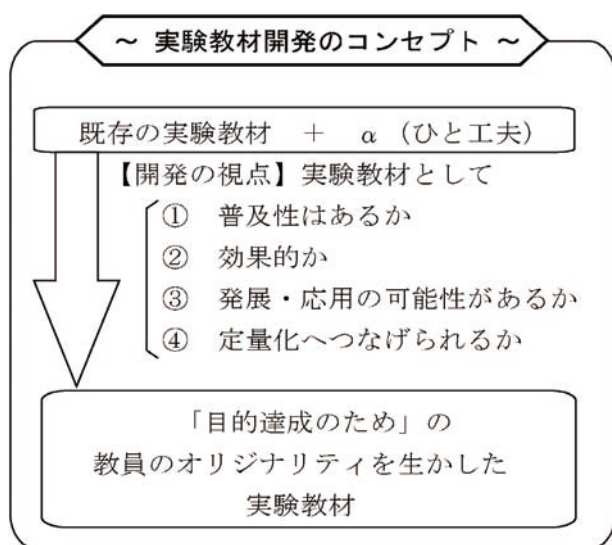 ～ 実験教材開発のコンセプト ～
既存の実験教材 ＋ α（ひと工夫）
【開発の視点】実験教材として
① 普及性はあるか
② 効果的か
③ 発展・応用の可能性があるか
④ 定量化へつなげられるか
「目的達成のため」の
教員のオリジナリティを生かした
実験教材